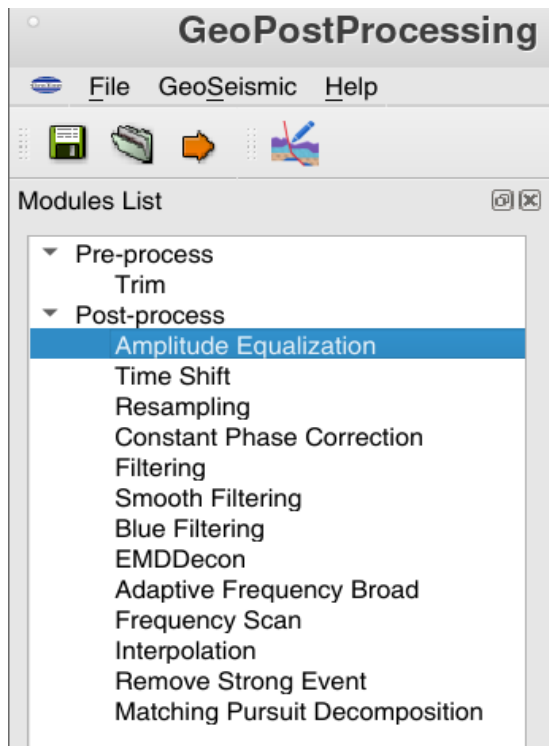 GeoPostProcessing
File GeoSeismic Help
Modules List
Pre-process
Trim
Post-process
Amplitude Equalization
Time Shift
Resampling
Constant Phase Correction
Filtering
Smooth Filtering
Blue Filtering
EMDDecon
Adaptive Frequency Broad
Frequency Scan
Interpolation
Remove Strong Event
Matching Pursuit Decomposition